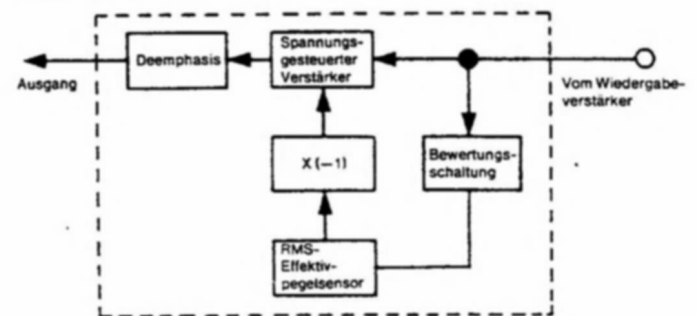 Deemphasis
Spannungs-
gesteuerter
Verstärker
Ausgang
Vom Wiedergabe-
verstärker
X (−1)
Bewertungs-
schaltung
RMS-
Effektiv-
pegelsensor